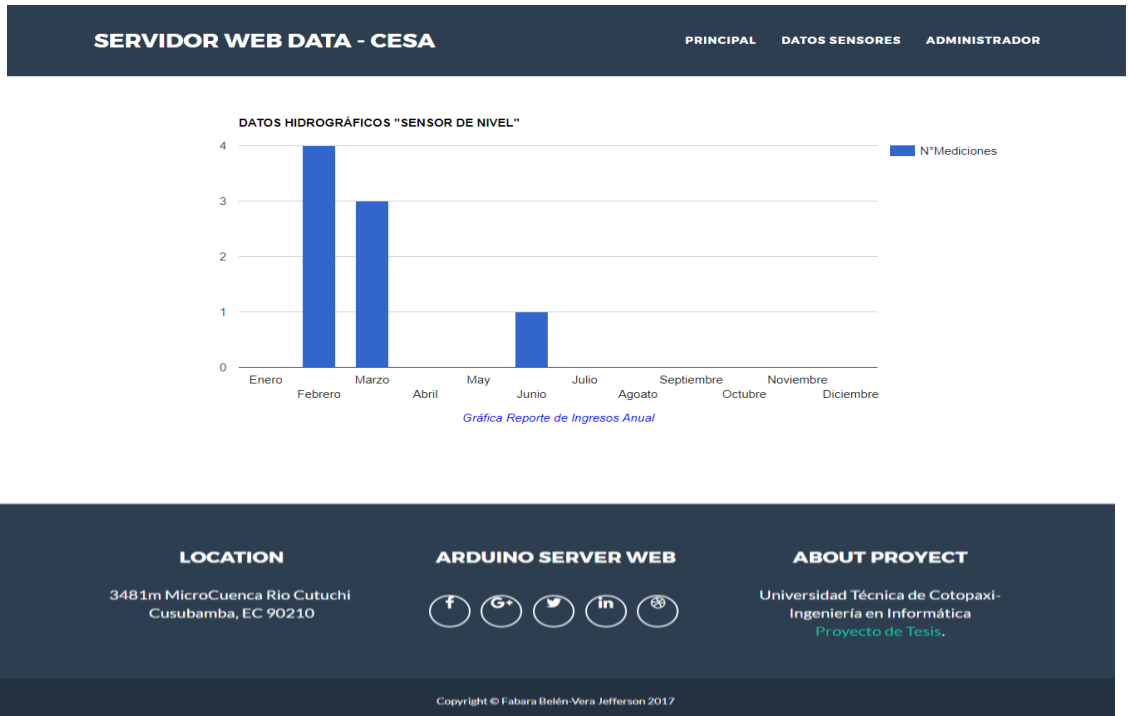 SERVIDOR WEB DATA - CESA
PRINCIPAL DATOS SENSORES ADMINISTRADOR
DATOS HIDROGRÁFICOS "SENSOR DE NIVEL"
4
3
2
1
0
N°Mediciones
Enero Febrero Marzo Abril May Junio Julio Agoato Septiembre Octubre Noviembre Diciembre
Gráfica Reporte de Ingresos Anual
LOCATION
3481m MicroCuenca Rio Cutuchi
Cusubamba, EC 90210
ARDUINO SERVER WEB
f G+ in
ABOUT PROYECT
Universidad Técnica de Cotopaxi-
Ingeniería en Informática
Proyecto de Tesis.
Copyright © Fabara Belén-Vera Jefferson 2017